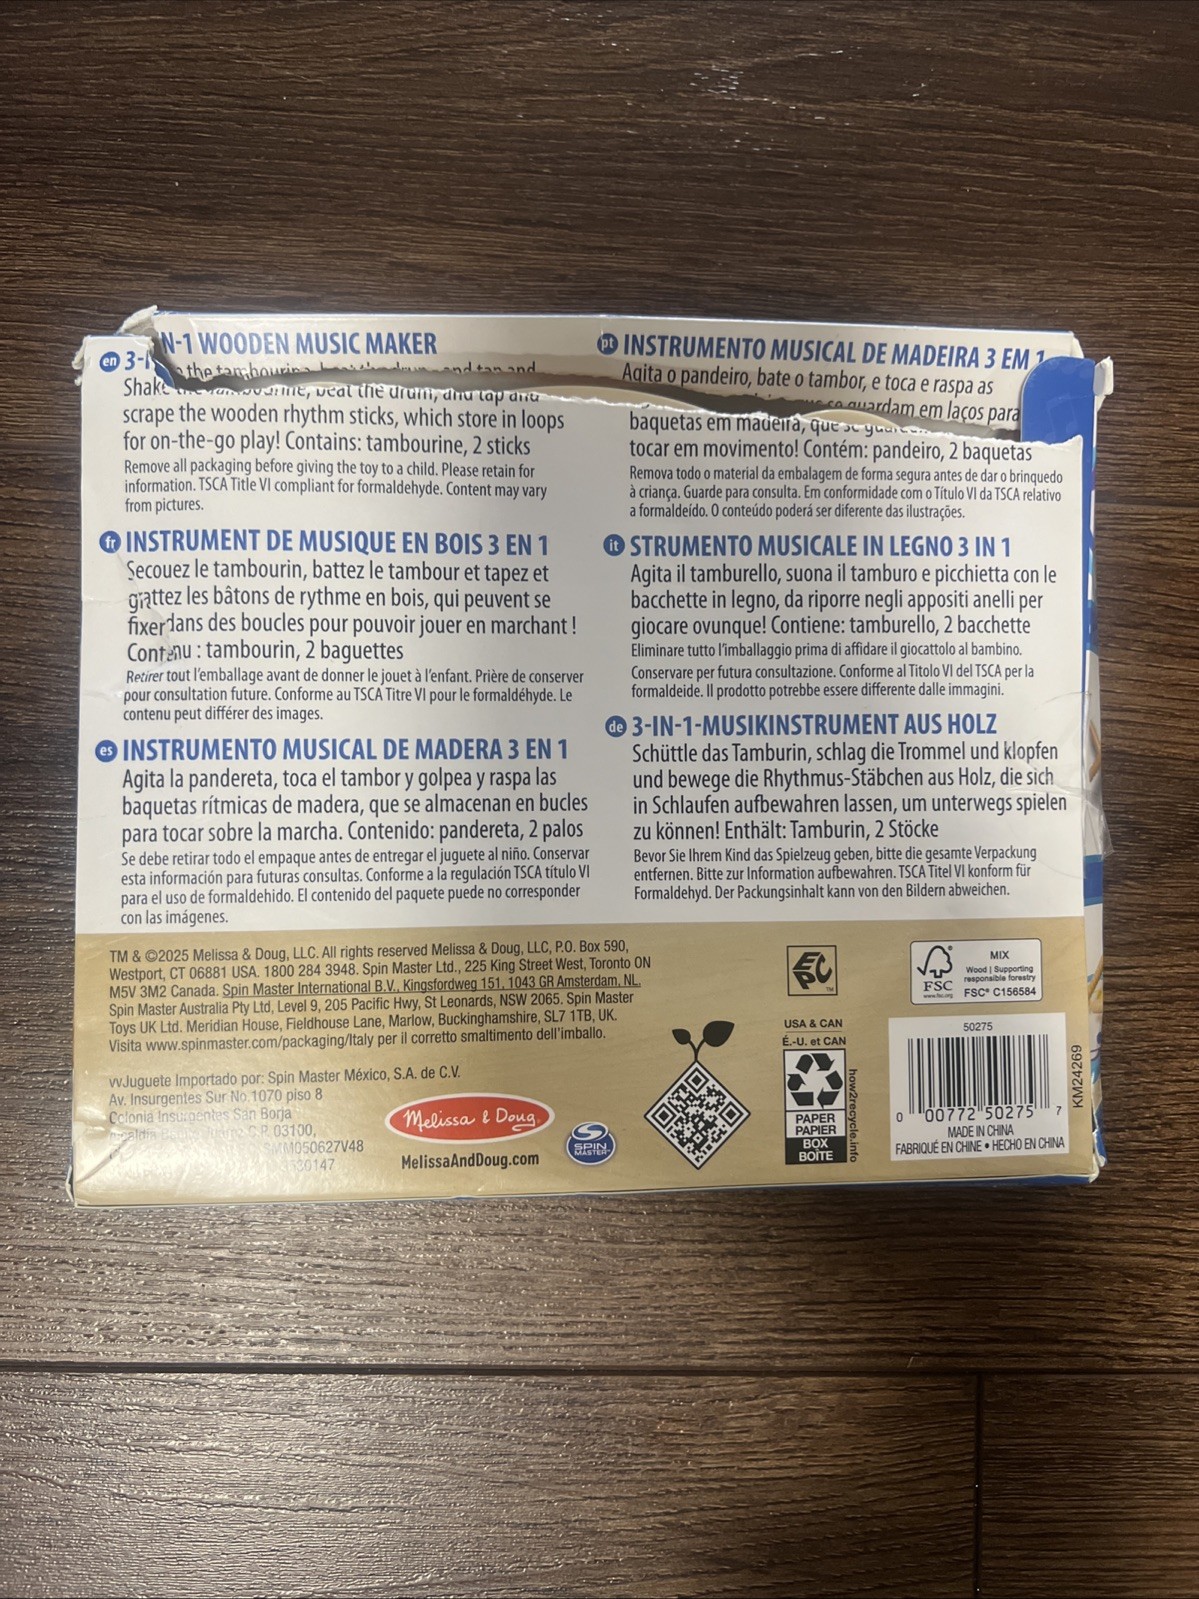 en 3-IN-1 WOODEN MUSIC MAKER
the tambourine
Shake the tambourine, beat the drum, and tap and
scrape the wooden rhythm sticks, which store in loops
for on-the-go play! Contains: tambourine, 2 sticks
Remove all packaging before giving the toy to a child. Please retain for
information. TSCA Title VI compliant for formaldehyde. Content may vary
from pictures.
fr INSTRUMENT DE MUSIQUE EN BOIS 3 EN 1
Secouez le tambourin, battez le tambour et tapez et
grattez les bâtons de rythme en bois, qui peuvent se
fixer dans des boucles pour pouvoir jouer en marchant !
Contenu : tambourin, 2 baguettes
Retirer tout l'emballage avant de donner le jouet à l'enfant. Prière de conserver
pour consultation future. Conforme au TSCA Titre VI pour le formaldéhyde. Le
contenu peut différer des images.
es INSTRUMENTO MUSICAL DE MADERA 3 EN 1
Agita la pandereta, toca el tambor y golpea y raspa las
baquetas rítmicas de madera, que se almacenan en bucles
para tocar sobre la marcha. Contenido: pandereta, 2 palos
Se debe retirar todo el empaque antes de entregar el juguete al niño. Conservar
esta información para futuras consultas. Conforme a la regulación TSCA título VI
para el uso de formaldehido. El contenido del paquete puede no corresponder
con las imágenes.
pt INSTRUMENTO MUSICAL DE MADEIRA 3 EM 1
Agita o pandeiro, bate o tambor, e toca e raspa as
baquetas em madeira, que se guardam em laços para
tocar em movimento! Contém: pandeiro, 2 baquetas
Remova todo o material da embalagem de forma segura antes de dar o brinquedo
à criança. Guarde para consulta. Em conformidade com o Título VI da TSCA relativo
a formaldeído. O conteúdo poderá ser diferente das ilustrações.
it STRUMENTO MUSICALE IN LEGNO 3 IN 1
Agita il tamburello, suona il tamburo e picchietta con le
bacchette in legno, da riporre negli appositi anelli per
giocare ovunque! Contiene: tamburello, 2 bacchette
Eliminare tutto l'imballaggio prima di affidare il giocattolo al bambino.
Conservare per futura consultazione. Conforme al Titolo VI del TSCA per la
formaldeide. Il prodotto potrebbe essere differente dalle immagini.
de 3-IN-1-MUSIKINSTRUMENT AUS HOLZ
Schüttle das Tamburin, schlag die Trommel und klopfen
und bewege die Rhythmus-Stäbchen aus Holz, die sich
in Schlaufen aufbewahren lassen, um unterwegs spielen
zu können! Enthält: Tamburin, 2 Stöcke
Bevor Sie Ihrem Kind das Spielzeug geben, bitte die gesamte Verpackung
entfernen. Bitte zur Information aufbewahren. TSCA Titel VI konform für
Formaldehyd. Der Packungsinhalt kann von den Bildern abweichen.
TM & ©2025 Melissa & Doug, LLC. All rights reserved Melissa & Doug, LLC, P.O. Box 590,
Westport, CT 06881 USA. 1800 284 3948. Spin Master Ltd., 225 King Street West, Toronto ON
M5V 3M2 Canada. Spin Master International B.V., Kingsfordweg 151, 1043 GR Amsterdam, NL.
Spin Master Australia Pty Ltd, Level 9, 205 Pacific Hwy, St Leonards, NSW 2065. Spin Master
Toys UK Ltd. Meridian House, Fieldhouse Lane, Marlow, Buckinghamshire, SL7 1TB, UK.
Visita www.spinmaster.com/packaging/Italy per il corretto smaltimento dell'imballo.
vvJuguete Importado por: Spin Master México, S.A. de C.V.
Av. Insurgentes Sur No.1070 piso 8
Colonia Insurgentes San Borja
C.P. 03100,
MM050627V48
530147
Melissa & Doug
MelissaAndDoug.com
SPIN MASTER™
EPC™
USA & CAN
É.-U. et CAN
PAPER
PAPIER
BOX
BOÎTE
how2recycle.info
FSC
www.fsc.org
MIX
Wood | Supporting
responsible forestry
FSC® C156584
50275
0 00772 50275 7
MADE IN CHINA
FABRIQUÉ EN CHINE • HECHO EN CHINA
KM24269